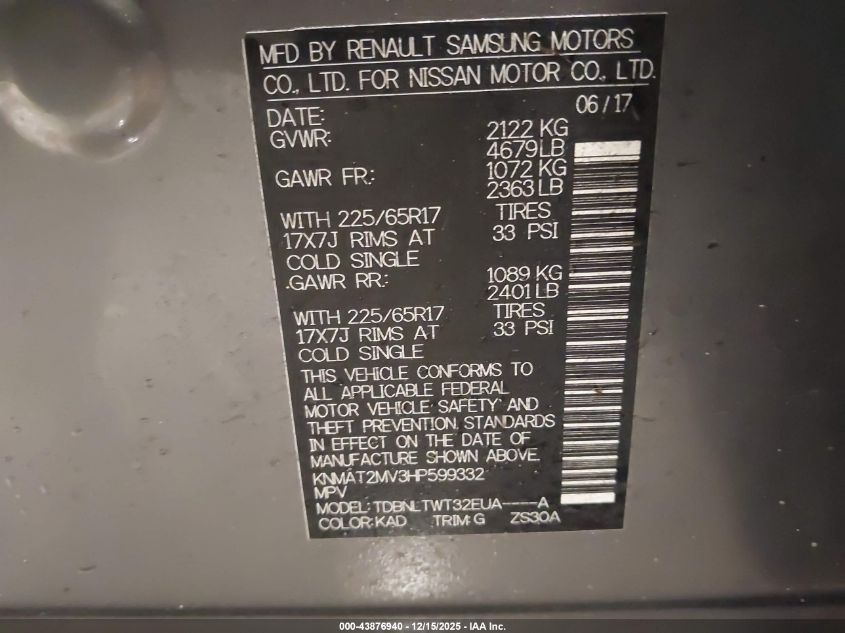 MFD BY RENAULT SAMSUNG MOTORS
CO., LTD. FOR NISSAN MOTOR CO., LTD.
DATE: 06/17
GVWR: 2122 KG
4679LB
GAWR FR.: 1072 KG
2363LB
WITH 225/65R17 TIRES
17X7J RIMS AT 33 PSI
COLD SINGLE
GAWR RR.: 1089 KG
2401LB
WITH 225/65R17 TIRES
17X7J RIMS AT 33 PSI
COLD SINGLE
THIS VEHICLE CONFORMS TO
ALL APPLICABLE FEDERAL
MOTOR VEHICLE SAFETY AND
THEFT PREVENTION STANDARDS
IN EFFECT ON THE DATE OF
MANUFACTURE SHOWN ABOVE.
KNMAT2MV3HP599332
MPV
MODEL: TDBNLTWT32EUA----A
COLOR:KAD TRIM:G ZS30A
000-43876940 - 12/15/2025 - IAA Inc.